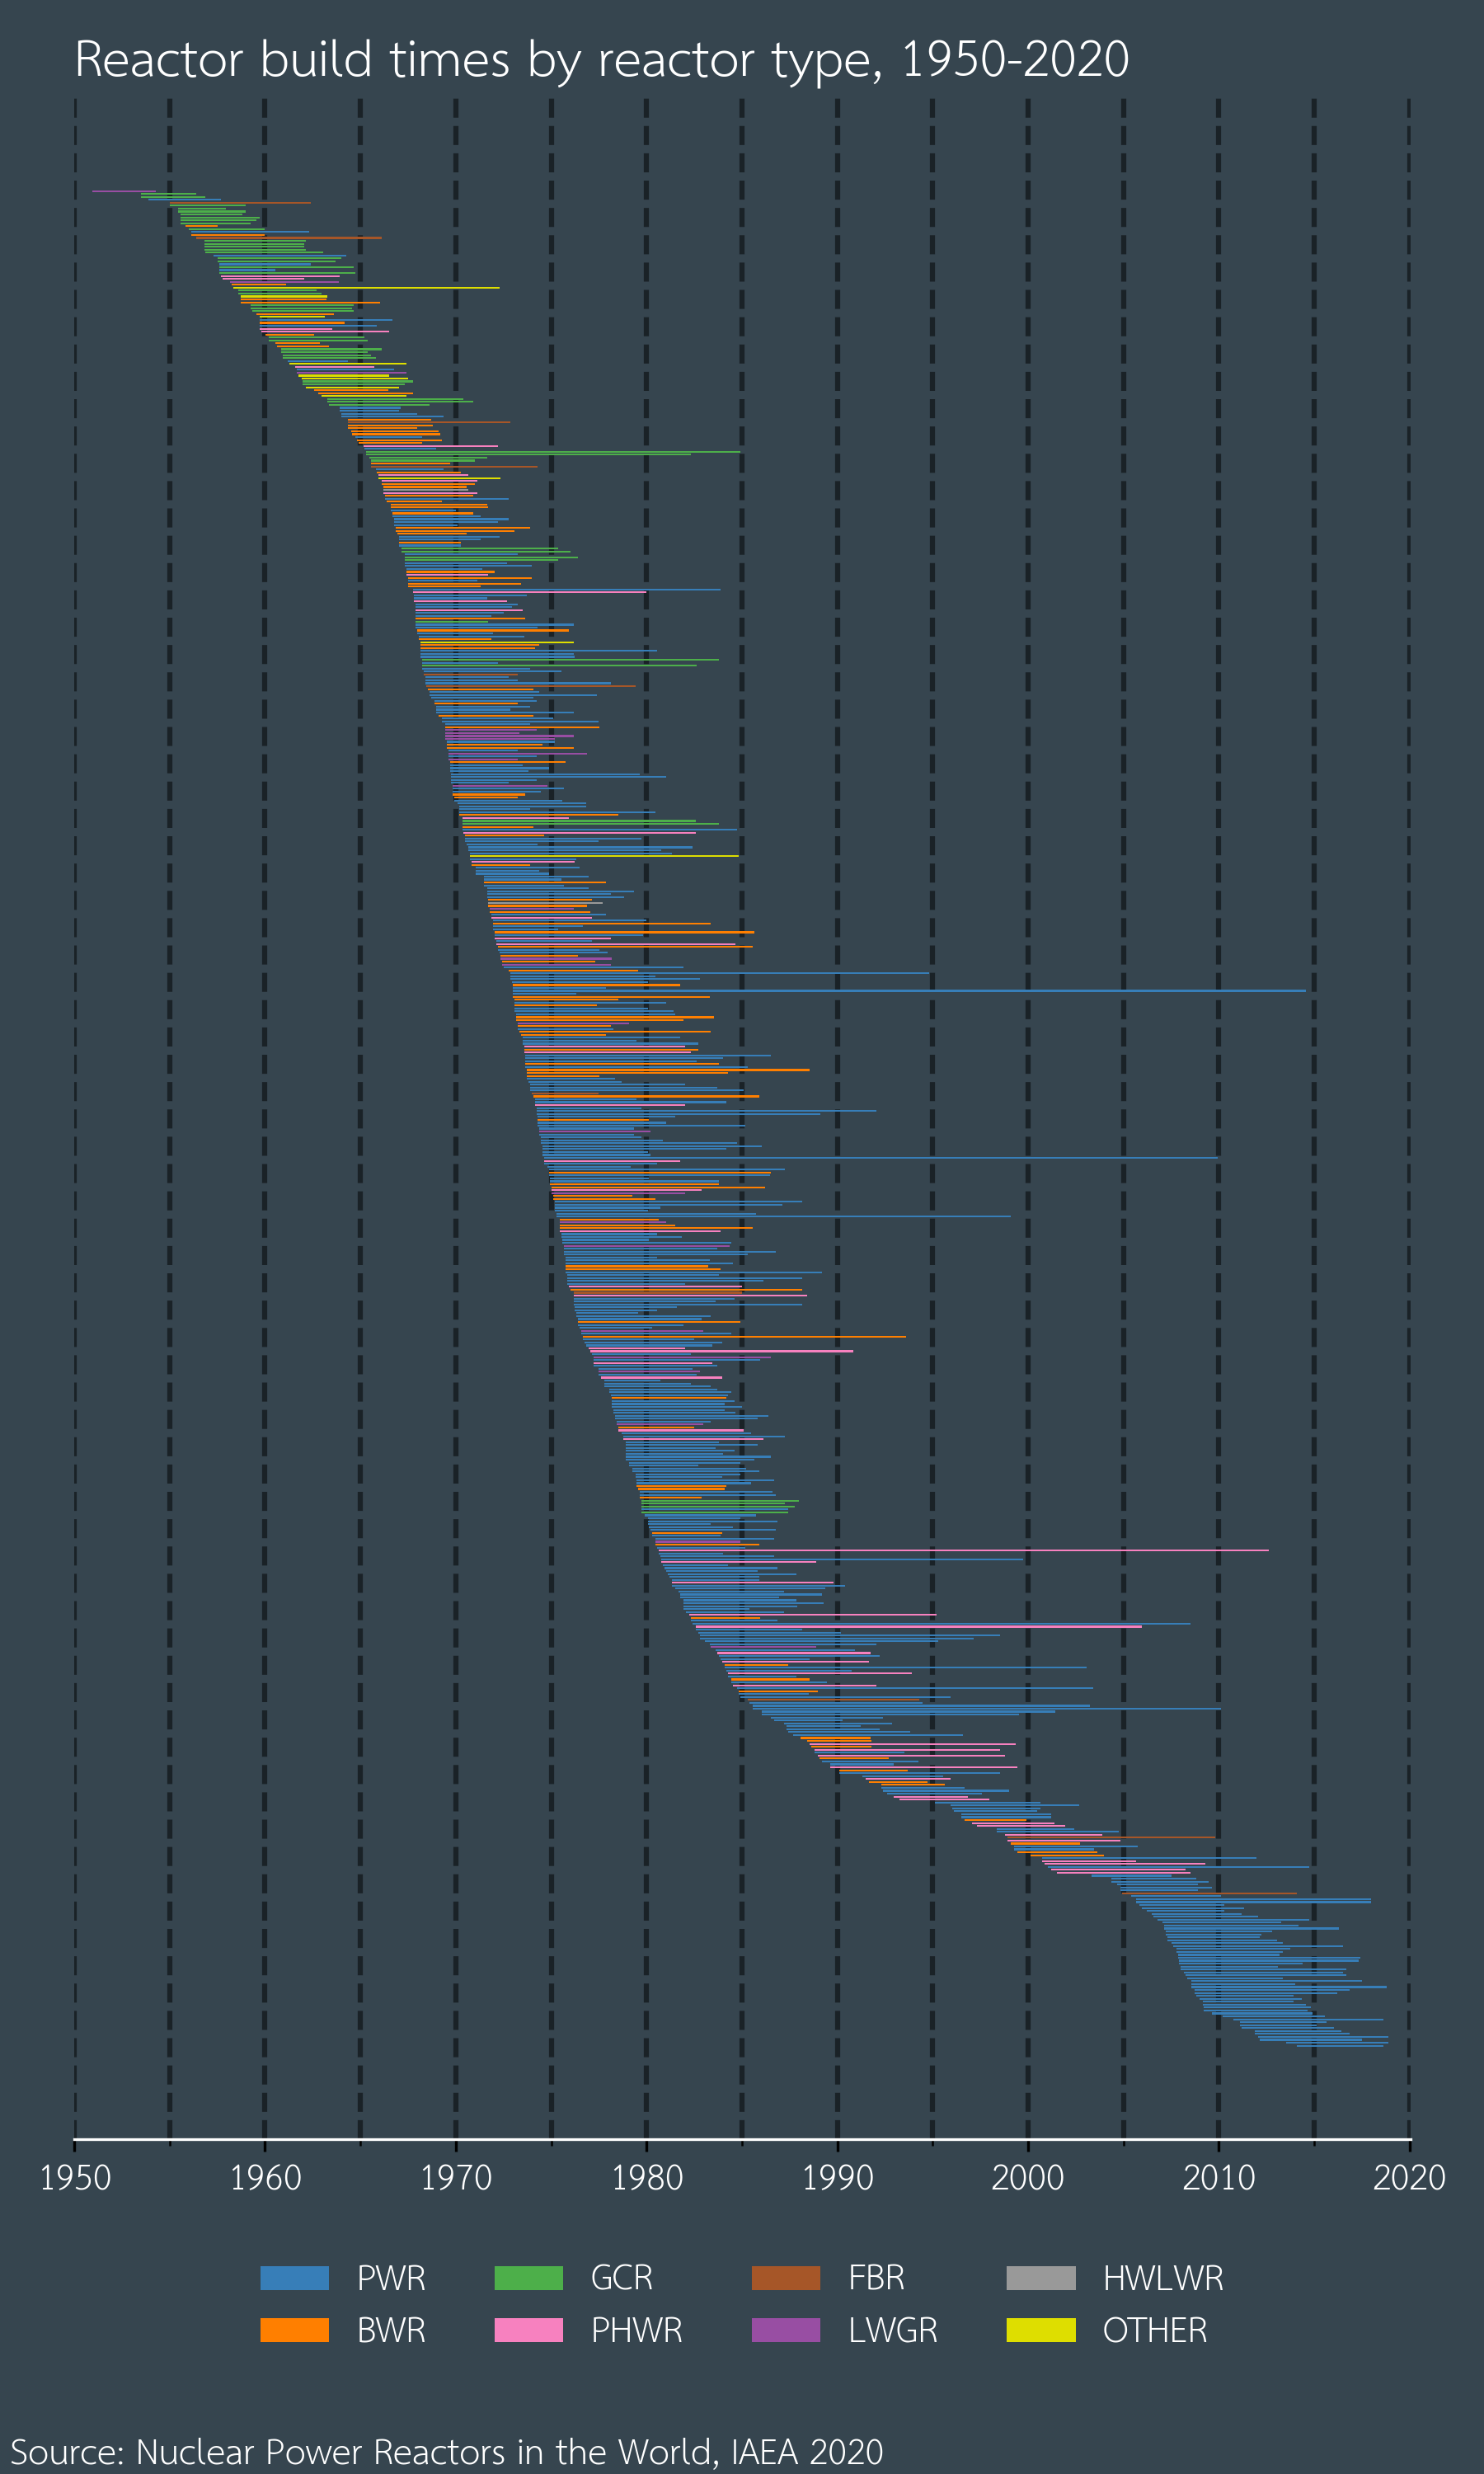 Reactor build times by reactor type, 1950-2020
1950 1960 1970 1980 1990 2000 2010 2020
PWR GCR FBR HWLWR
BWR PHWR LWGR OTHER
Source: Nuclear Power Reactors in the World, IAEA 2020